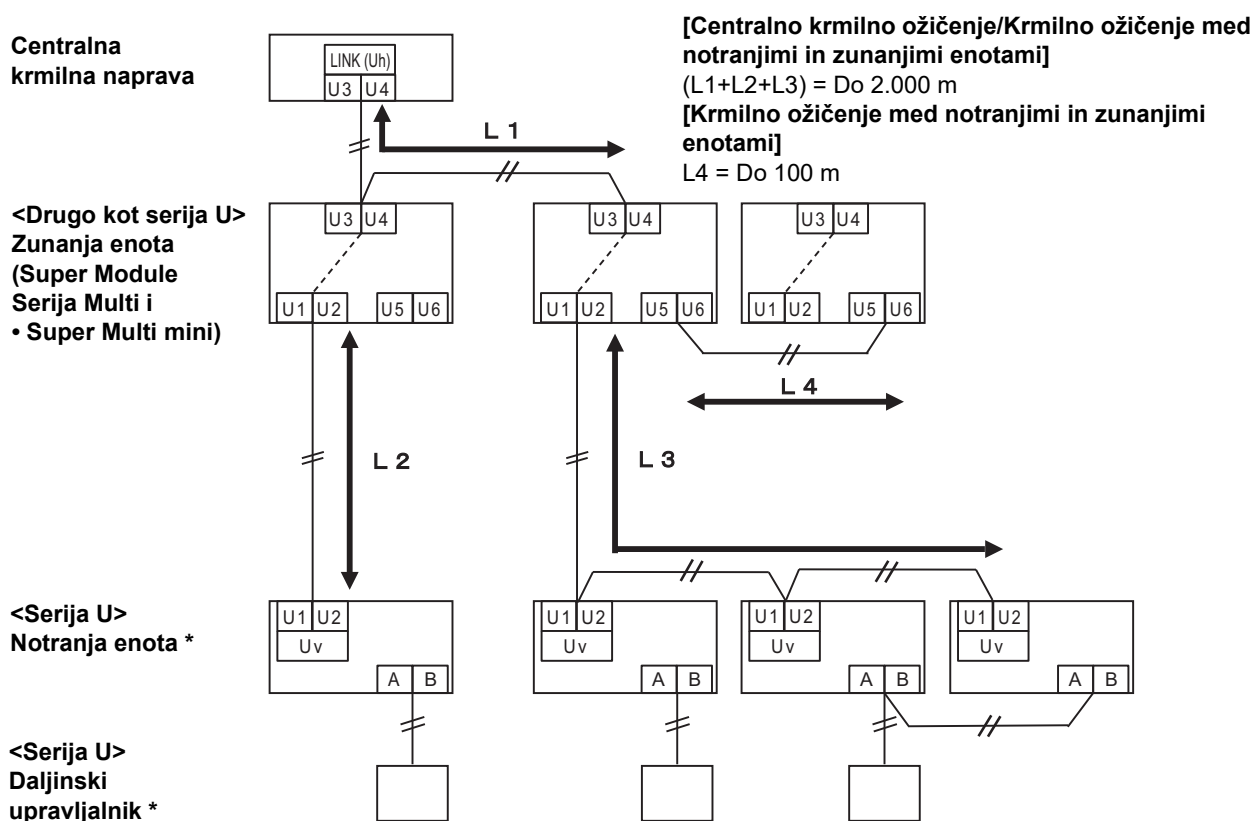 Centralna
krmilna naprava
LINK (Uh)
U3 U4
[Centralno krmilno ožičenje/Krmilno ožičenje med
notranjimi in zunanjimi enotami]
(L1+L2+L3) = Do 2.000 m
[Krmilno ožičenje med notranjimi in zunanjimi
enotami]
L4 = Do 100 m
L 1
<Drugo kot serija U>
Zunanja enota
(Super Module
Serija Multi i
• Super Multi mini)
U3 U4
U3 U4
U3 U4
U1 U2 U5 U6
U1 U2 U5 U6
U1 U2 U5 U6
L 4
L 2
L 3
<Serija U>
Notranja enota *
U1 U2
Uv
A B
U1 U2
Uv
A B
U1 U2
Uv
A B
U1 U2
Uv
A B
<Serija U>
Daljinski
upravljalnik *